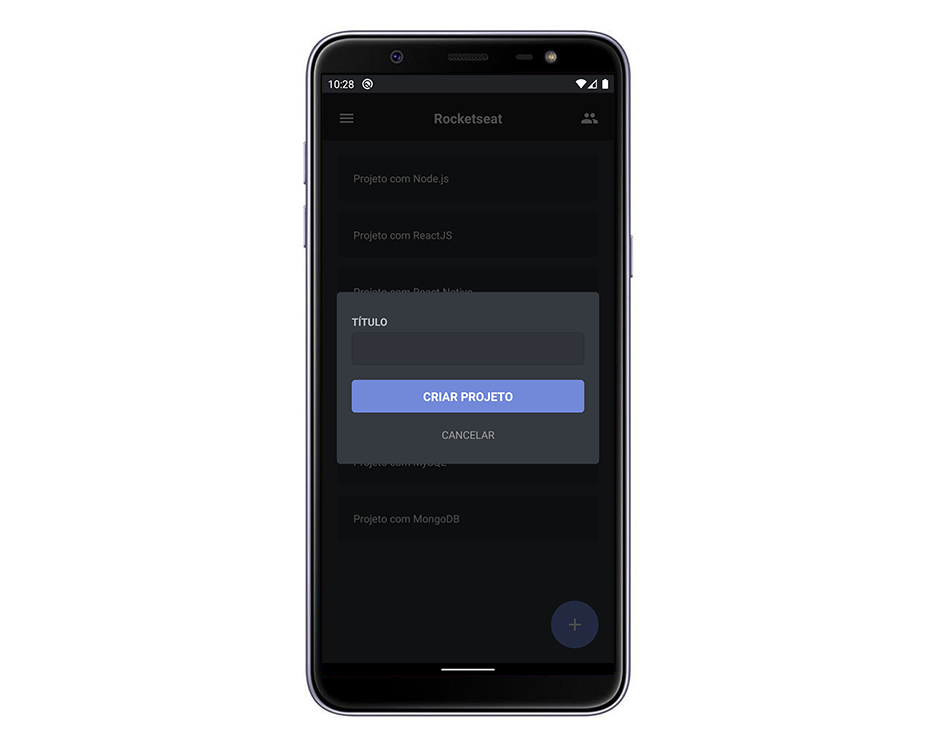 10:28
Rocketseat
Projeto com Node.js
Projeto com ReactJS
Projeto com React Native
TÍTULO
CRIAR PROJETO
CANCELAR
Projeto com MySQL
Projeto com MongoDB